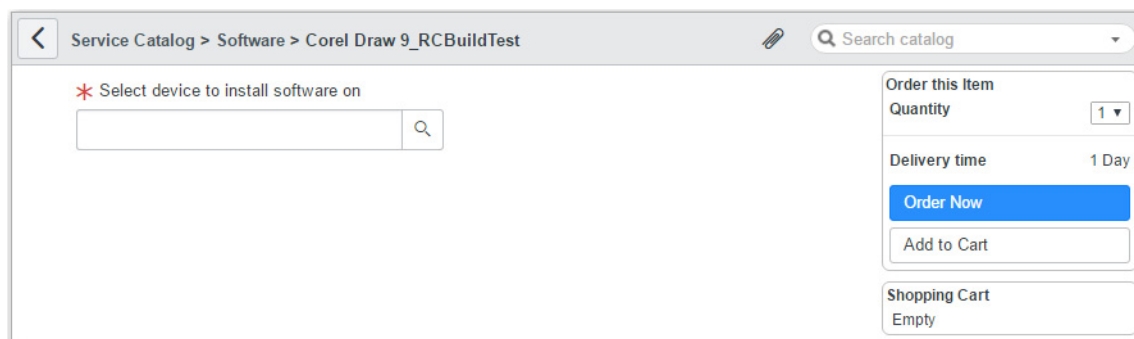 Service Catalog > Software > Corel Draw 9_RCBuildTest
Search catalog
* Select device to install software on
Order this Item
Quantity 1
Delivery time 1 Day
Order Now
Add to Cart
Shopping Cart
Empty